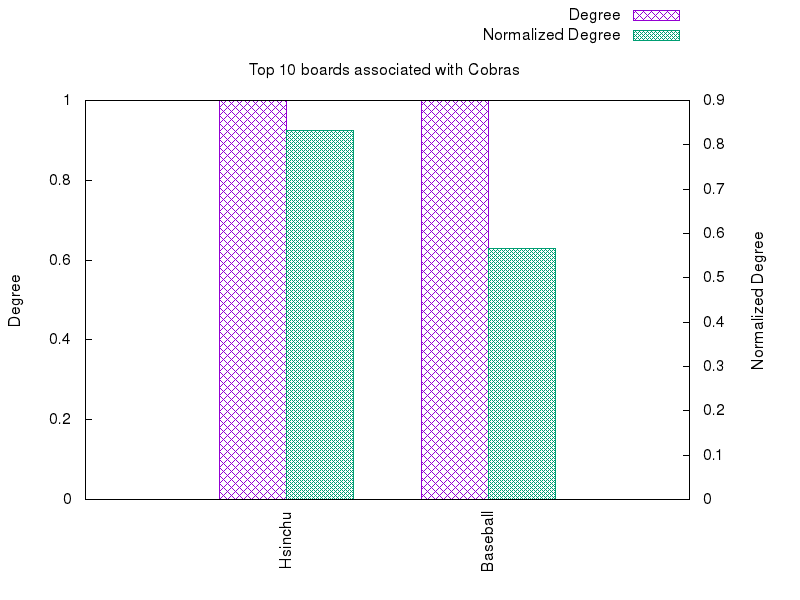 Degree
Normalized Degree
Top 10 boards associated with Cobras
1
0.8
0.6
0.4
0.2
0
0.9
0.8
0.7
0.6
0.5
0.4
0.3
0.2
0.1
0
Degree
Normalized Degree
Hsinchu
Baseball